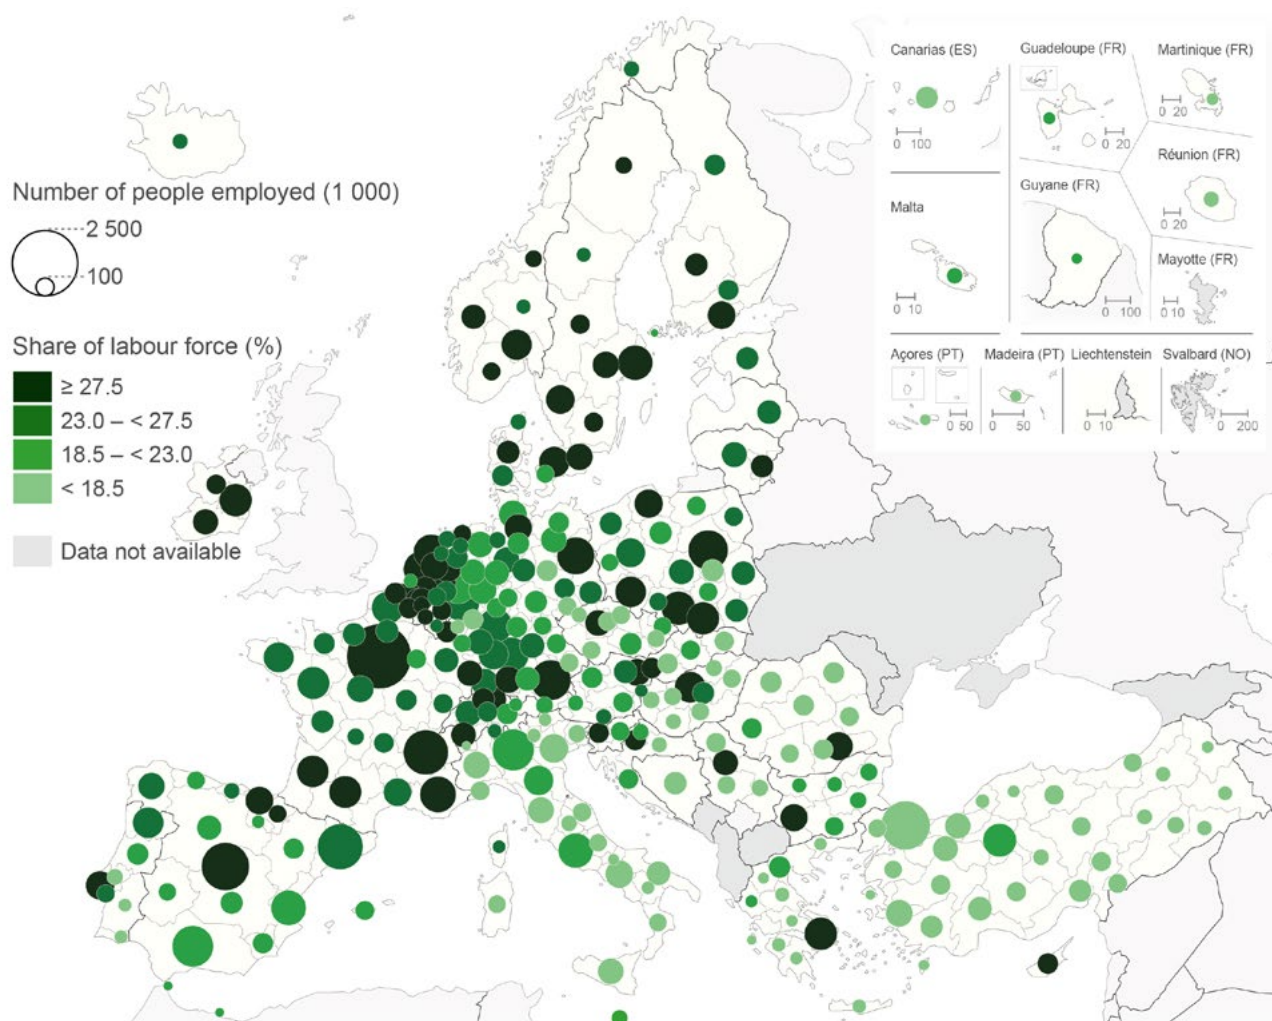 Number of people employed (1 000)
2 500
100
Share of labour force (%)
≥ 27.5
23.0 – < 27.5
18.5 – < 23.0
< 18.5
Data not available
Canarias (ES)
0 100
Guadeloupe (FR)
0 20
Martinique (FR)
0 20
Réunion (FR)
0 20
Guyane (FR)
0 100
Malta
0 10
Mayotte (FR)
0 10
Açores (PT)
0 50
Madeira (PT)
0 50
Liechtenstein
0 10
Svalbard (NO)
0 200